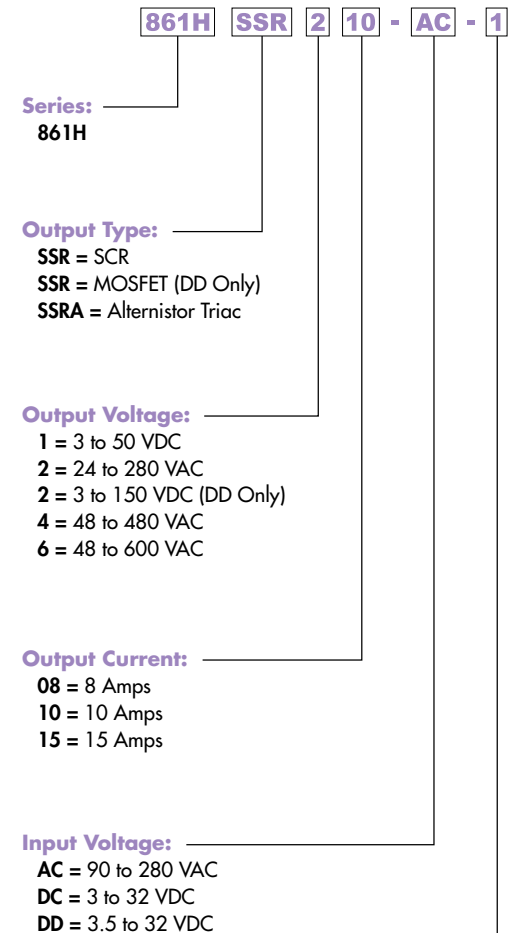 861H SSR 2 10 - AC - 1
Series:
861H
Output Type:
SSR = SCR
SSR = MOSFET (DD Only)
SSRA = Alternistor Triac
Output Voltage:
1 = 3 to 50 VDC
2 = 24 to 280 VAC
2 = 3 to 150 VDC (DD Only)
4 = 48 to 480 VAC
6 = 48 to 600 VAC
Output Current:
08 = 8 Amps
10 = 10 Amps
15 = 15 Amps
Input Voltage:
AC = 90 to 280 VAC
DC = 3 to 32 VDC
DD = 3.5 to 32 VDC